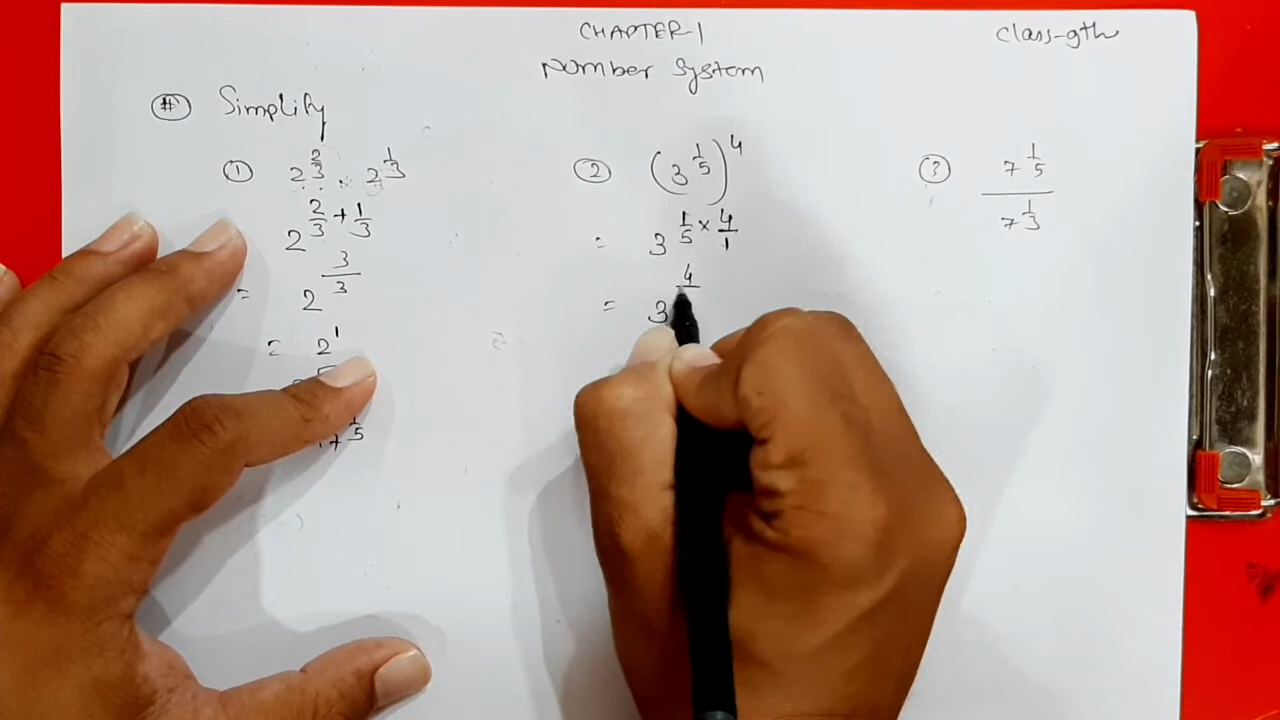 CHAPTER-1
Class-9th
Number System
# Simplify
① 2^(2/3) · 2^(1/3)
2^(2/3 + 1/3)
= 2^(3/3)
= 2^1
② (3^(1/5))^4
= 3^(1/5 × 4/1)
= 3^4
③ 7^(1/5) / 7^(1/3)